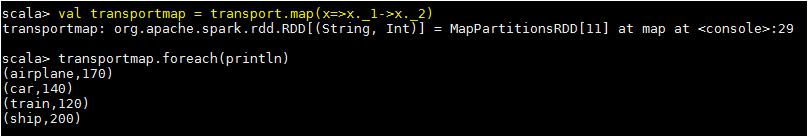 scala> val transportmap = transport.map(x=>x._1->x._2)
transportmap: org.apache.spark.rdd.RDD[(String, Int)] = MapPartitionsRDD[11] at map at <console>:29
scala> transportmap.foreach(println)
(airplane,170)
(car,140)
(train,120)
(ship,200)